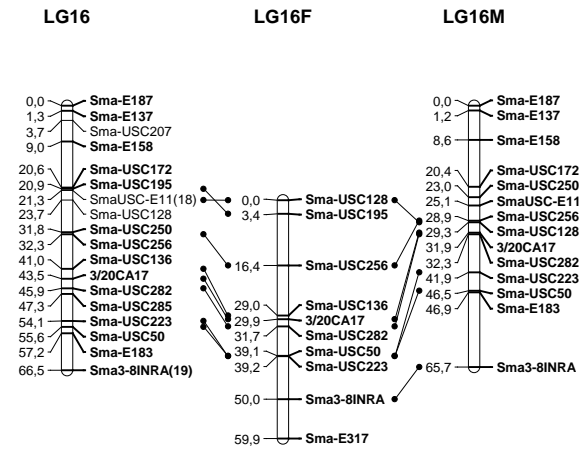 LG16 LG16F LG16M
0,0 Sma-E187
1,3 Sma-E137
3,7 Sma-USC207
9,0 Sma-E158
20,6 Sma-USC172
20,9 Sma-USC195
21,3 SmaUSC-E11(18)
23,7 Sma-USC128
31,8 Sma-USC250
32,3 Sma-USC256
41,0 Sma-USC136
43,5 3/20CA17
45,9 Sma-USC282
47,3 Sma-USC285
54,1 Sma-USC223
55,6 Sma-USC50
57,2 Sma-E183
66,5 Sma3-8INRA(19)
0,0 Sma-USC128
3,4 Sma-USC195
16,4 Sma-USC256
29,0 Sma-USC136
29,9 3/20CA17
31,7 Sma-USC282
39,1 Sma-USC50
39,2 Sma-USC223
50,0 Sma3-8INRA
59,9 Sma-E317
0,0 Sma-E187
1,2 Sma-E137
8,6 Sma-E158
20,4 Sma-USC172
23,0 Sma-USC250
25,1 SmaUSC-E11
28,9 Sma-USC256
29,3 Sma-USC128
31,9 3/20CA17
32,3 Sma-USC282
41,9 Sma-USC223
46,5 Sma-USC50
46,9 Sma-E183
65,7 Sma3-8INRA